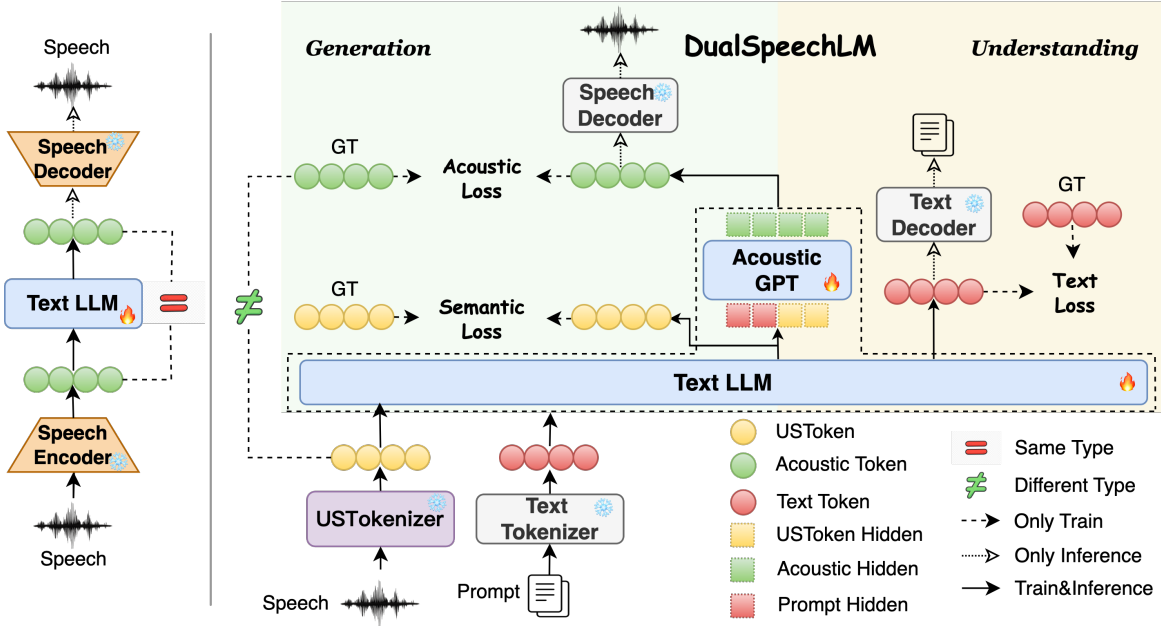 Speech
Speech
Decoder
Text LLM
Speech
Encoder
Speech
Generation
DualSpeechLM
Understanding
Speech
Decoder
GT
Acoustic
Loss
Text
Decoder
GT
Acoustic
GPT
Text
Loss
GT
Semantic
Loss
Text LLM
USTokenizer
Text
Tokenizer
Speech
Prompt
USToken
Acoustic Token
Text Token
USToken Hidden
Acoustic Hidden
Prompt Hidden
Same Type
Different Type
Only Train
Only Inference
Train&Inference